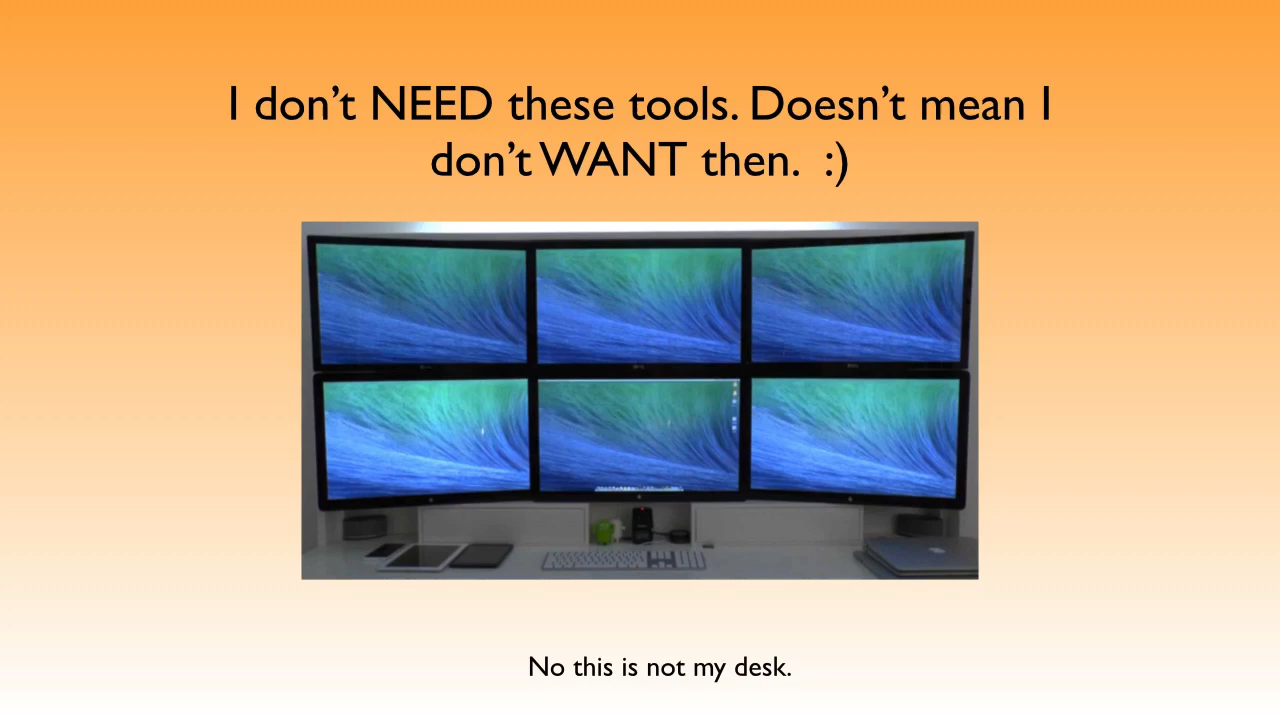 I don’t NEED these tools. Doesn’t mean I
don’t WANT then.  :)
No this is not my desk.